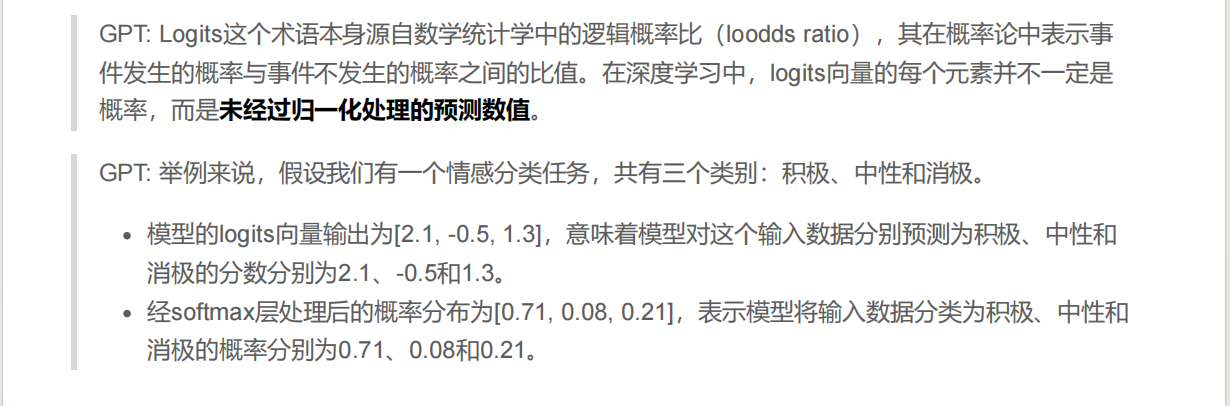 GPT: Logits这个术语本身源自数学统计学中的逻辑概率比（loodds ratio），其在概率论中表示事
件发生的概率与事件不发生的概率之间的比值。在深度学习中，logits向量的每个元素并不一定是
概率，而是未经过归一化处理的预测数值。
GPT: 举例来说，假设我们有一个情感分类任务，共有三个类别：积极、中性和消极。
• 模型的logits向量输出为[2.1, -0.5, 1.3]，意味着模型对这个输入数据分别预测为积极、中性和
消极的分数分别为2.1、-0.5和1.3。
• 经softmax层处理后的概率分布为[0.71, 0.08, 0.21]，表示模型将输入数据分类为积极、中性和
消极的概率分别为0.71、0.08和0.21。